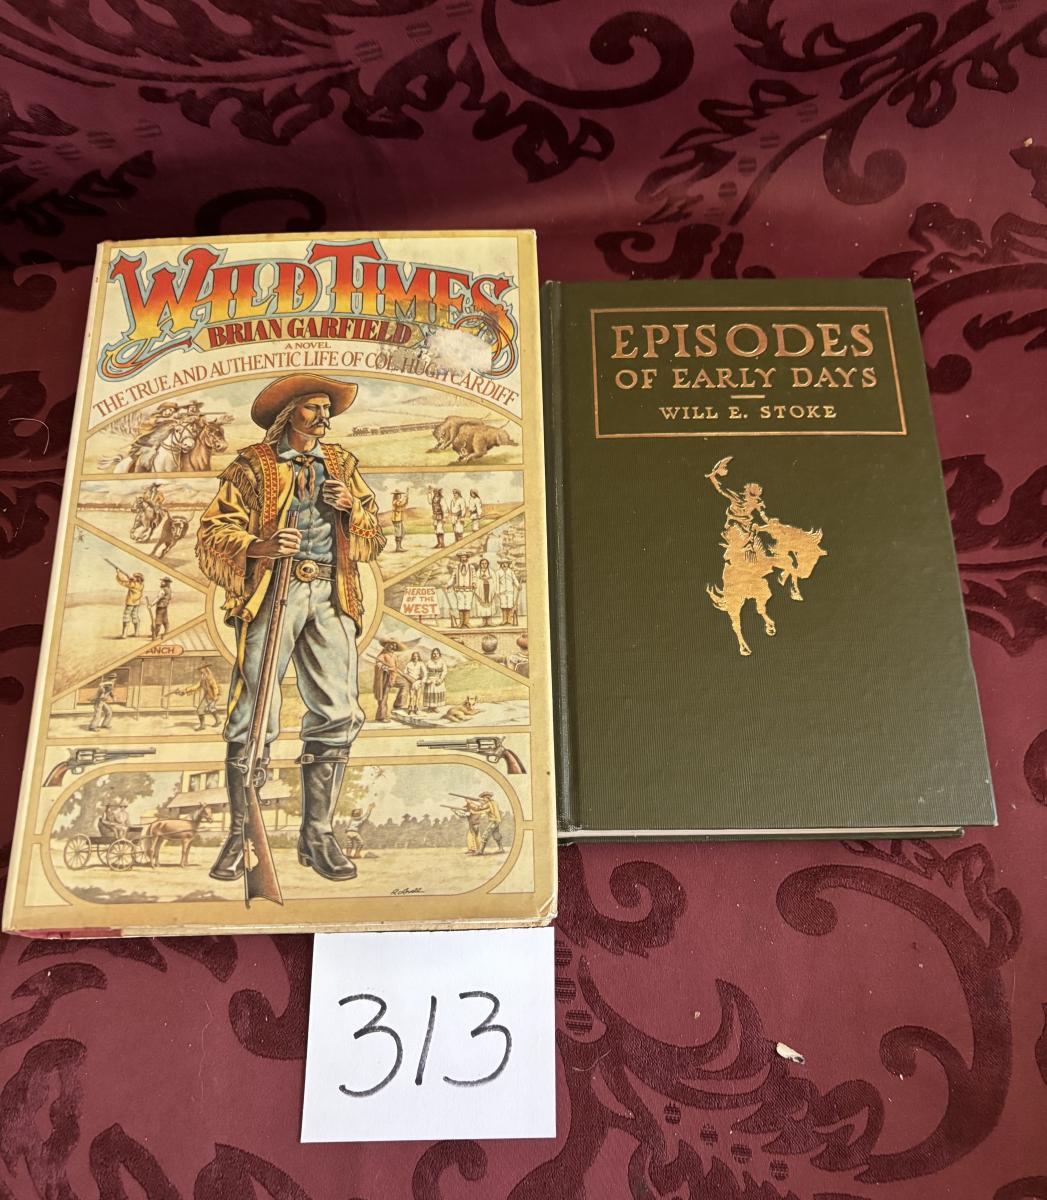 WILD TIMES
BRIAN GARFIELD
A NOVEL
THE TRUE AND AUTHENTIC LIFE OF COL. HUGH CARDIFF
HEROES
OF THE
WEST
ANCH
EPISODES
OF EARLY DAYS
WILL E. STOKE
313